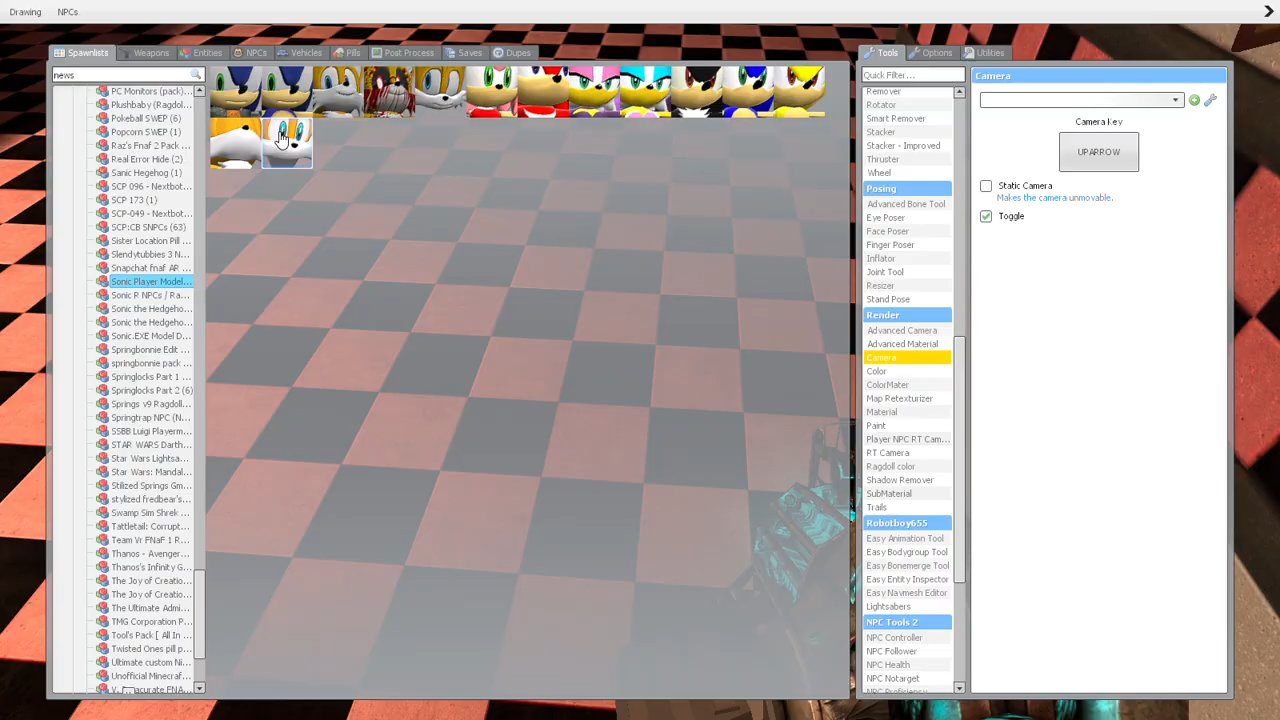 Drawing NPCs
Spawnlists Weapons Entities NPCs Vehicles Pills Post Process Saves Dupes
news
PC Monitors (pack)...
Plushbaby (Ragdol...
Pokeball SWEP (6)
Popcorn SWEP (1)
Raz's Fnaf 2 Pack ...
Real Error Hide (2)
Sanic Hegehog (1)
SCP 096 - Nextbot...
SCP 173 (1)
SCP-049 - Nextbot...
SCP:CB SNPCs (63)
Sister Location Pill ...
Slendytubbies 3 N...
Snapchat fnaf AR ...
Sonic Player Model...
Sonic R NPCs / Ra...
Sonic the Hedgeho...
Sonic the Hedgeho...
Sonic.EXE Model D...
Springbonnie Edit ...
springbonnie pack ...
Springlocks Part 1 ...
Springlocks Part 2 (6)
Springs v9 Ragdoll...
Springtrap NPC (N...
SSBB Luigi Playerm...
STAR WARS Darth...
Star Wars Lightsa...
Star Wars: Mandal...
Stilized Springs Gm...
stylized fredbear's...
Swamp Sim Shrek ...
Tattletail: Corrupt...
Team Vr FNaF 1 R...
Thanos - Avenger...
Thanos's Infinity G...
The Joy of Creatio...
The Joy of Creatio...
The Ultimate Admi...
TMG Corporation P...
Tool's Pack [ All In ...
Twisted Ones pill p...
Ultimate custom Ni...
Unofficial Minecraf...
Tools Options Utilities
Quick Filter...
Remover
Rotator
Smart Remover
Stacker
Stacker - Improved
Thruster
Wheel
Posing
Advanced Bone Tool
Eye Poser
Face Poser
Finger Poser
Inflator
Joint Tool
Resizer
Stand Pose
Render
Advanced Camera
Advanced Material
Camera
Color
ColorMater
Map Retexturizer
Material
Paint
Player NPC RT Cam...
RT Camera
Ragdoll color
Shadow Remover
SubMaterial
Trails
Robotboy655
Easy Animation Tool
Easy Bodygroup Tool
Easy Bonemerge Tool
Easy Entity Inspector
Easy Navmesh Editor
Lightsabers
NPC Tools 2
NPC Controller
NPC Follower
NPC Health
NPC Notarget
NPC Proficiency
Camera
Camera Key
UPARROW
Static Camera
Makes the camera unmovable.
Toggle